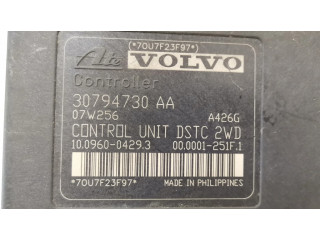 *70U7F23F97*
Ate VOLVO
Controller
30794730 AA
07W256 A426G
CONTROL UNIT DSTC 2WD
10.0960-0429.3 00.0001-251F.1
*70U7F23F97*
MADE IN PHILIPPINES